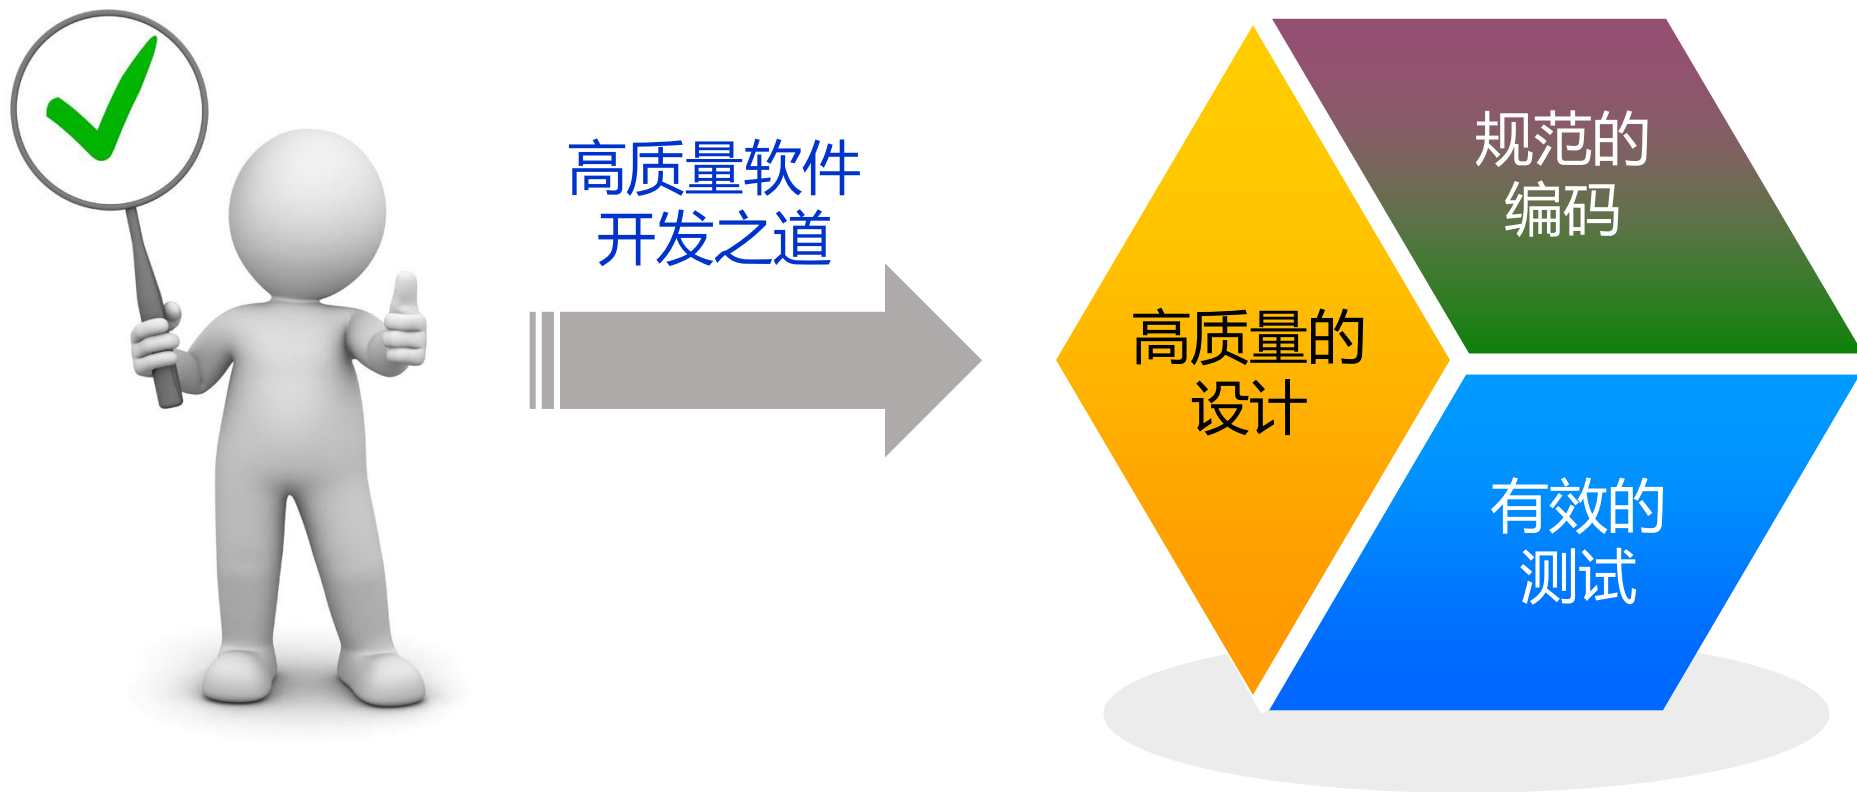 高质量软件
开发之道
高质量的
设计
规范的
编码
有效的
测试